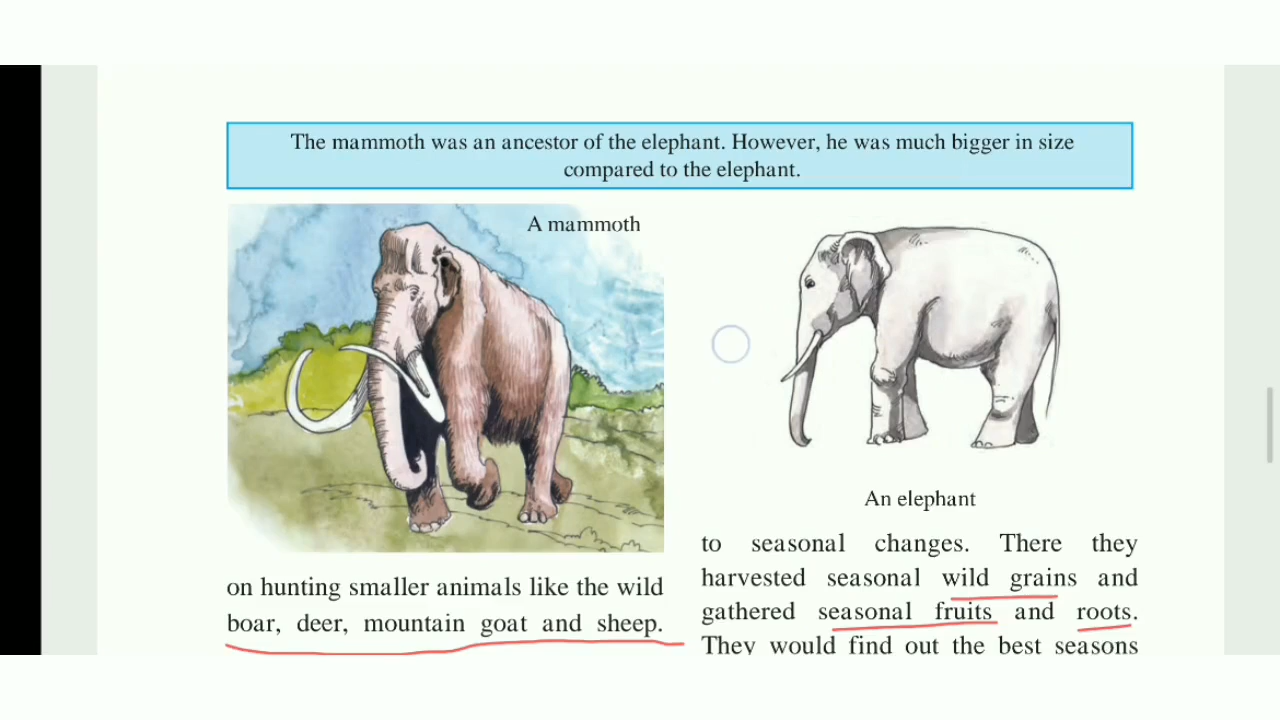 The mammoth was an ancestor of the elephant. However, he was much bigger in size
compared to the elephant.
A mammoth
on hunting smaller animals like the wild
boar, deer, mountain goat and sheep.
An elephant
to seasonal changes. There they
harvested seasonal wild grains and
gathered seasonal fruits and roots.
They would find out the best seasons